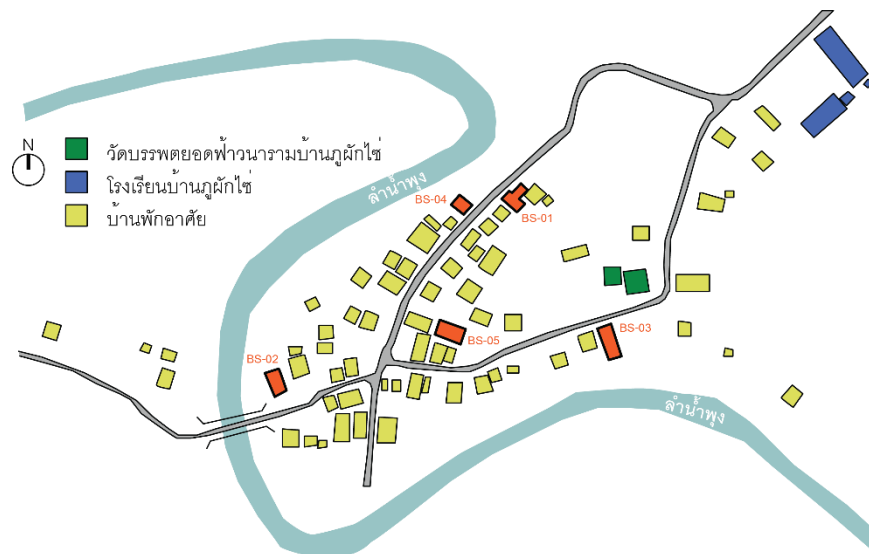 N
วัดบรรพตยอดฟ้าวนารามบ้านภูผักไซ่
โรงเรียนบ้านภูผักไซ่
บ้านพักอาศัย
ลำน้ำพุง
BS-04
BS-01
BS-03
BS-05
BS-02
ลำน้ำพุง